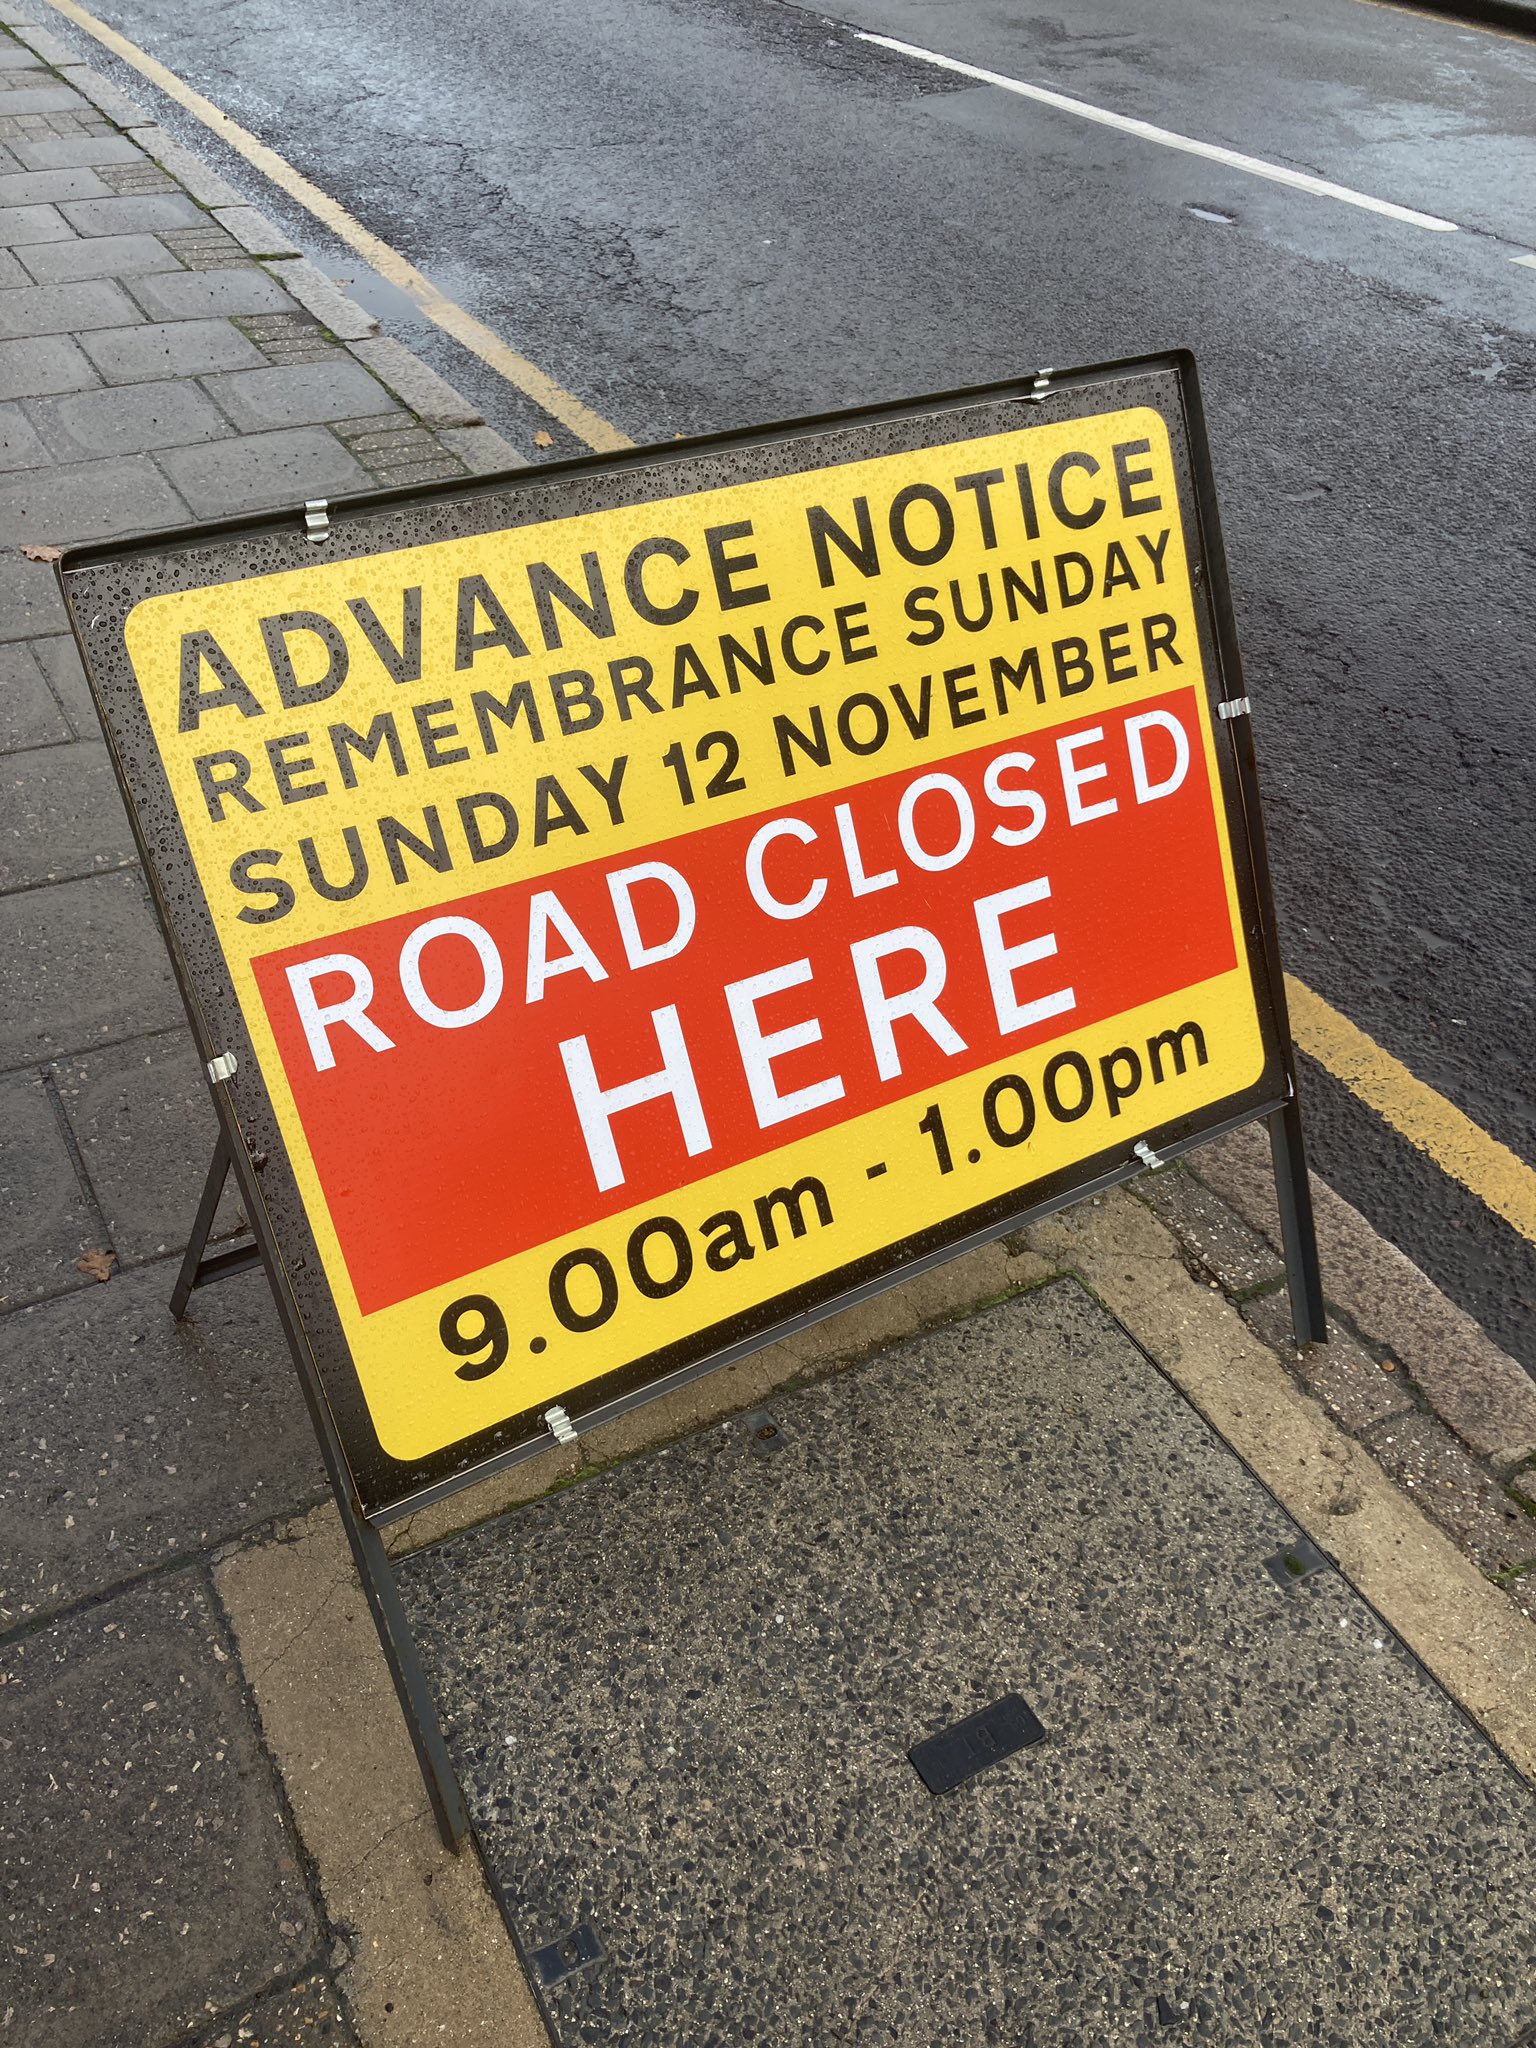 ADVANCE NOTICE
REMEMBRANCE SUNDAY
SUNDAY 12 NOVEMBER
ROAD CLOSED
HERE
9.00am - 1.00pm